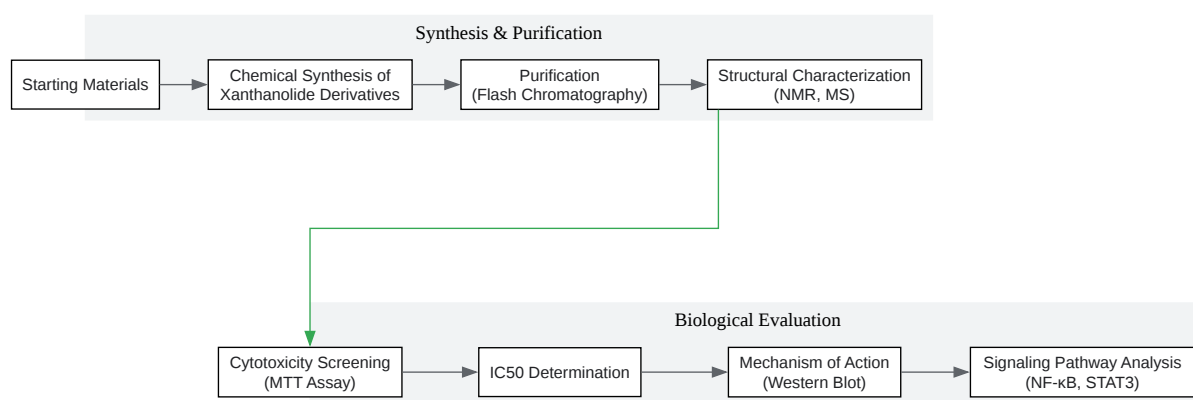 Synthesis & Purification
Starting Materials
Chemical Synthesis of
Xanthanolide Derivatives
Purification
(Flash Chromatography)
Structural Characterization
(NMR, MS)
Biological Evaluation
Cytotoxicity Screening
(MTT Assay)
IC50 Determination
Mechanism of Action
(Western Blot)
Signaling Pathway Analysis
(NF-κB, STAT3)